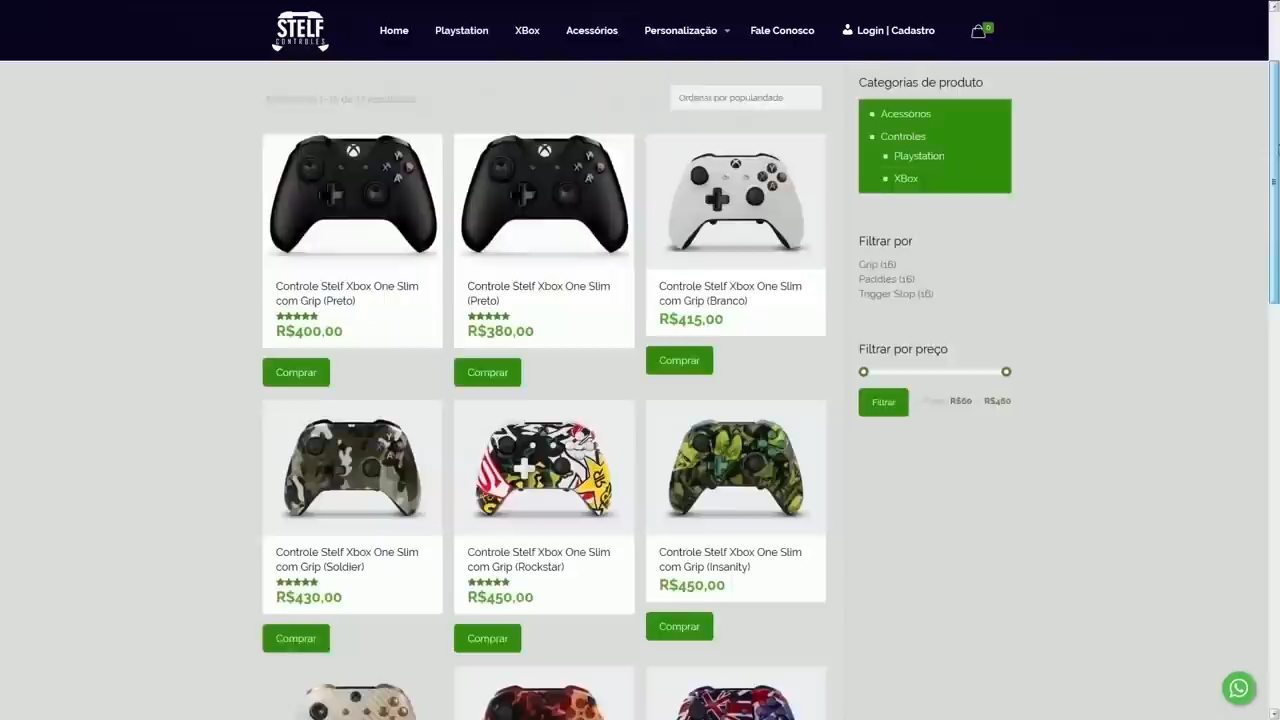 STELF
CONTROLES
Home
Playstation
XBox
Acessórios
Personalização
Fale Conosco
Login | Cadastro
0
Ordenas por popularidade
Categorias de produto
Acessórios
Controles
Playstation
XBox
Filtrar por
Grip (16)
Paddles (16)
Trigger Stop (16)
Filtrar por preço
Filtrar
R$60
R$460
Controle Stelf Xbox One Slim
com Grip (Preto)
R$400,00
Comprar
Controle Stelf Xbox One Slim
(Preto)
R$380,00
Comprar
Controle Stelf Xbox One Slim
com Grip (Branco)
R$415,00
Comprar
Controle Stelf Xbox One Slim
com Grip (Soldier)
R$430,00
Comprar
Controle Stelf Xbox One Slim
com Grip (Rockstar)
R$450,00
Comprar
Controle Stelf Xbox One Slim
com Grip (Insanity)
R$450,00
Comprar